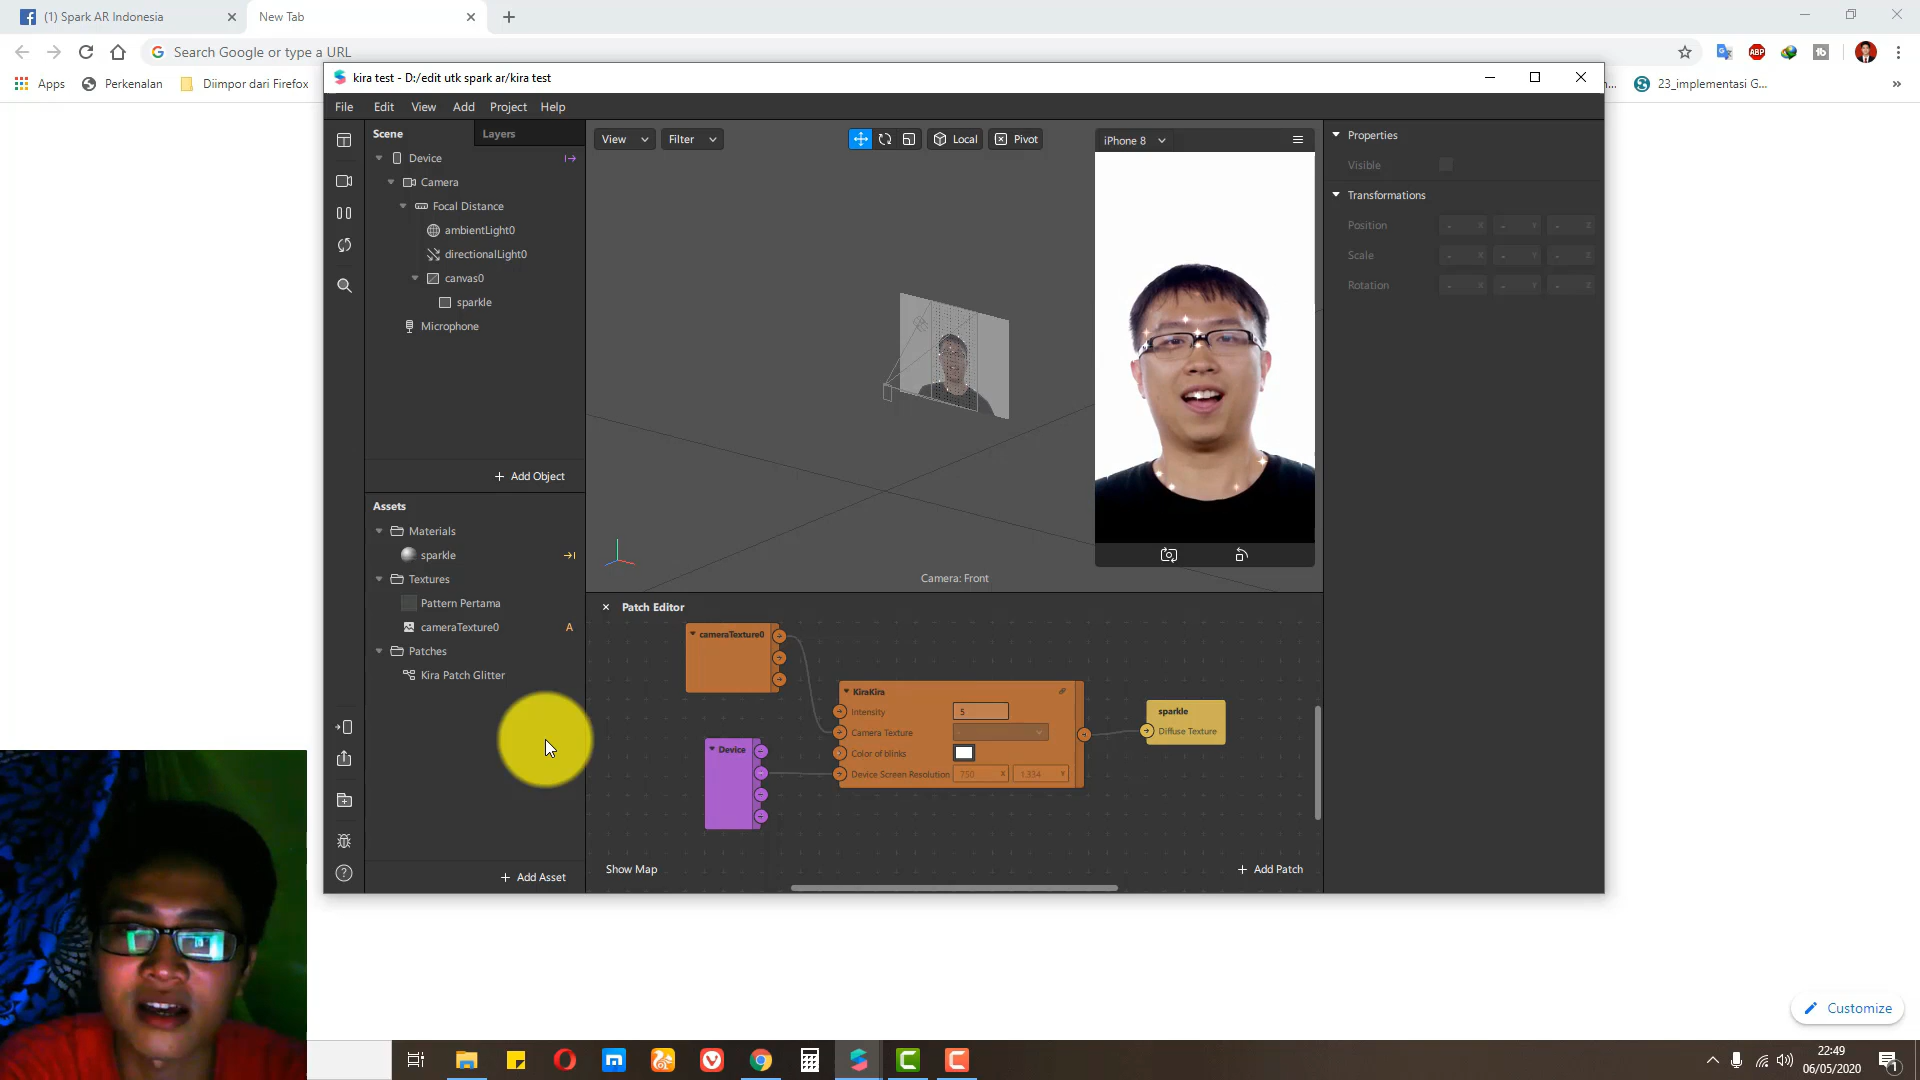 (1) Spark AR Indonesia
New Tab
Search Google or type a URL
ABP
Apps
Perkenalan
Diimpor dari Firefox
23_implementasi G...
kira test - D:/edit utk spark ar/kira test
File
Edit
View
Add
Project
Help
Scene
Layers
View
Filter
Local
Pivot
iPhone 8
Properties
Visible
Device
Camera
Focal Distance
ambientLight0
directionalLight0
canvas0
sparkle
Microphone
Transformations
Position
- X
- Y
- Z
Scale
- X
- Y
- Z
Rotation
- X
- Y
- Z
+ Add Object
Assets
Materials
sparkle
Textures
Pattern Pertama
cameraTexture0
A
Patches
Kira Patch Glitter
+ Add Asset
Camera: Front
Patch Editor
cameraTexture0
KiraKira
Intensity
5
Camera Texture
-
Color of blinks
Device Screen Resolution
750 X
1.334 Y
sparkle
Diffuse Texture
Device
Show Map
+ Add Patch
Customize
22:49
06/05/2020
1